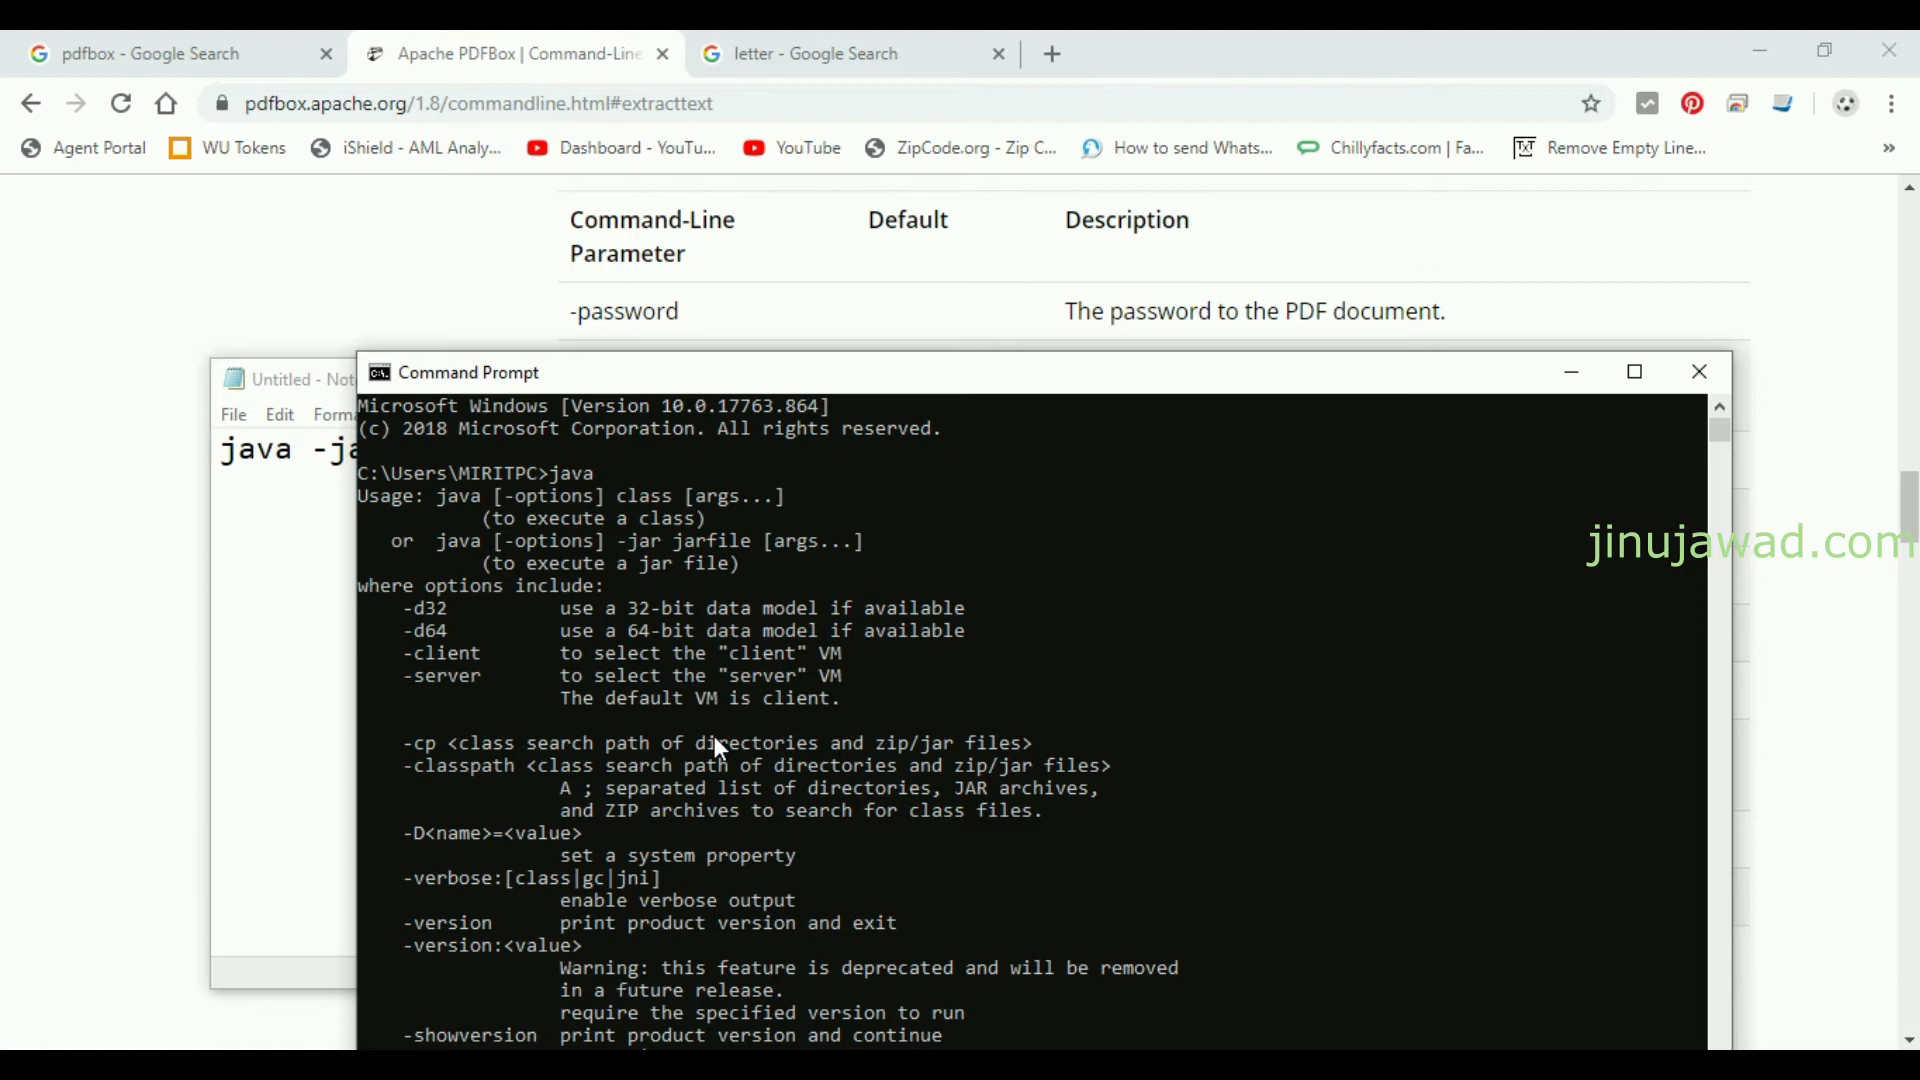 pdfbox - Google Search
Apache PDFBox | Command-Line
letter - Google Search
pdfbox.apache.org/1.8/commandline.html#extracttext
Agent Portal
WU Tokens
iShield - AML Analy...
Dashboard - YouTu...
YouTube
ZipCode.org - Zip C...
How to send Whats...
Chillyfacts.com | Fa...
Remove Empty Line...
Command-Line Default Description
Parameter
-password The password to the PDF document.
Untitled - Not
File Edit Forma
java -ja
Command Prompt
Microsoft Windows [Version 10.0.17763.864]
(c) 2018 Microsoft Corporation. All rights reserved.
C:\Users\MIRITPC>java
Usage: java [-options] class [args...]
(to execute a class)
or java [-options] -jar jarfile [args...]
(to execute a jar file)
where options include:
-d32 use a 32-bit data model if available
-d64 use a 64-bit data model if available
-client to select the "client" VM
-server to select the "server" VM
The default VM is client.
-cp <class search path of directories and zip/jar files>
-classpath <class search path of directories and zip/jar files>
A ; separated list of directories, JAR archives,
and ZIP archives to search for class files.
-D<name>=<value>
set a system property
-verbose:[class|gc|jni]
enable verbose output
-version print product version and exit
-version:<value>
Warning: this feature is deprecated and will be removed
in a future release.
require the specified version to run
-showversion print product version and continue
jinujawad.com